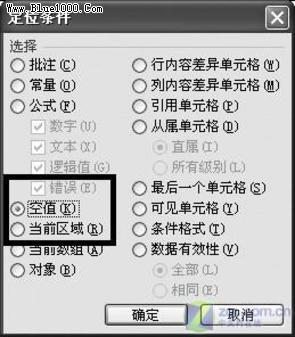 www.Blue1000.Com
定位条件
选择
批注(C)
常量(O)
公式(F)
数字(U)
文本(X)
逻辑值(G)
错误(E)
空值(K)
当前区域(R)
当前数组(A)
对象(B)
行内容差异单元格(W)
列内容差异单元格(M)
引用单元格(P)
从属单元格(D)
直属(I)
所有级别(L)
最后一个单元格(S)
可见单元格(Y)
条件格式(T)
数据有效性(V)
全部(L)
相同(E)
确定
取消